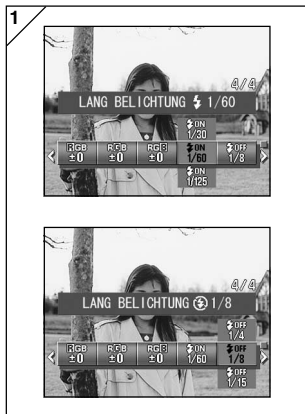 1
4/4
LANG BELICHTUNG ⚡ 1/60
⚡ON
1/30
RGB RGB RGB ⚡ON ⚡OFF
±0 ±0 ±0 1/60 1/8
⚡ON
1/125
4/4
LANG BELICHTUNG 1/8
⚡OFF
1/4
RGB RGB RGB ⚡ON ⚡OFF
±0 ±0 ±0 1/60 1/8
⚡OFF
1/15